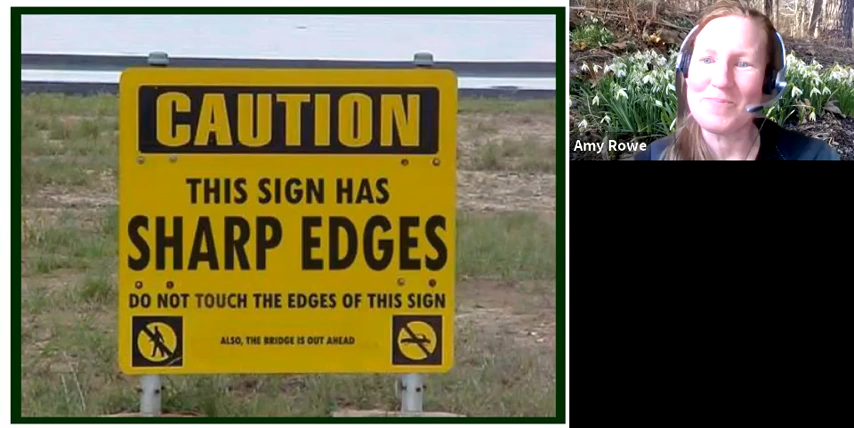 CAUTION
THIS SIGN HAS
SHARP EDGES
DO NOT TOUCH THE EDGES OF THIS SIGN
ALSO, THE BRIDGE IS OUT AHEAD
Amy Rowe